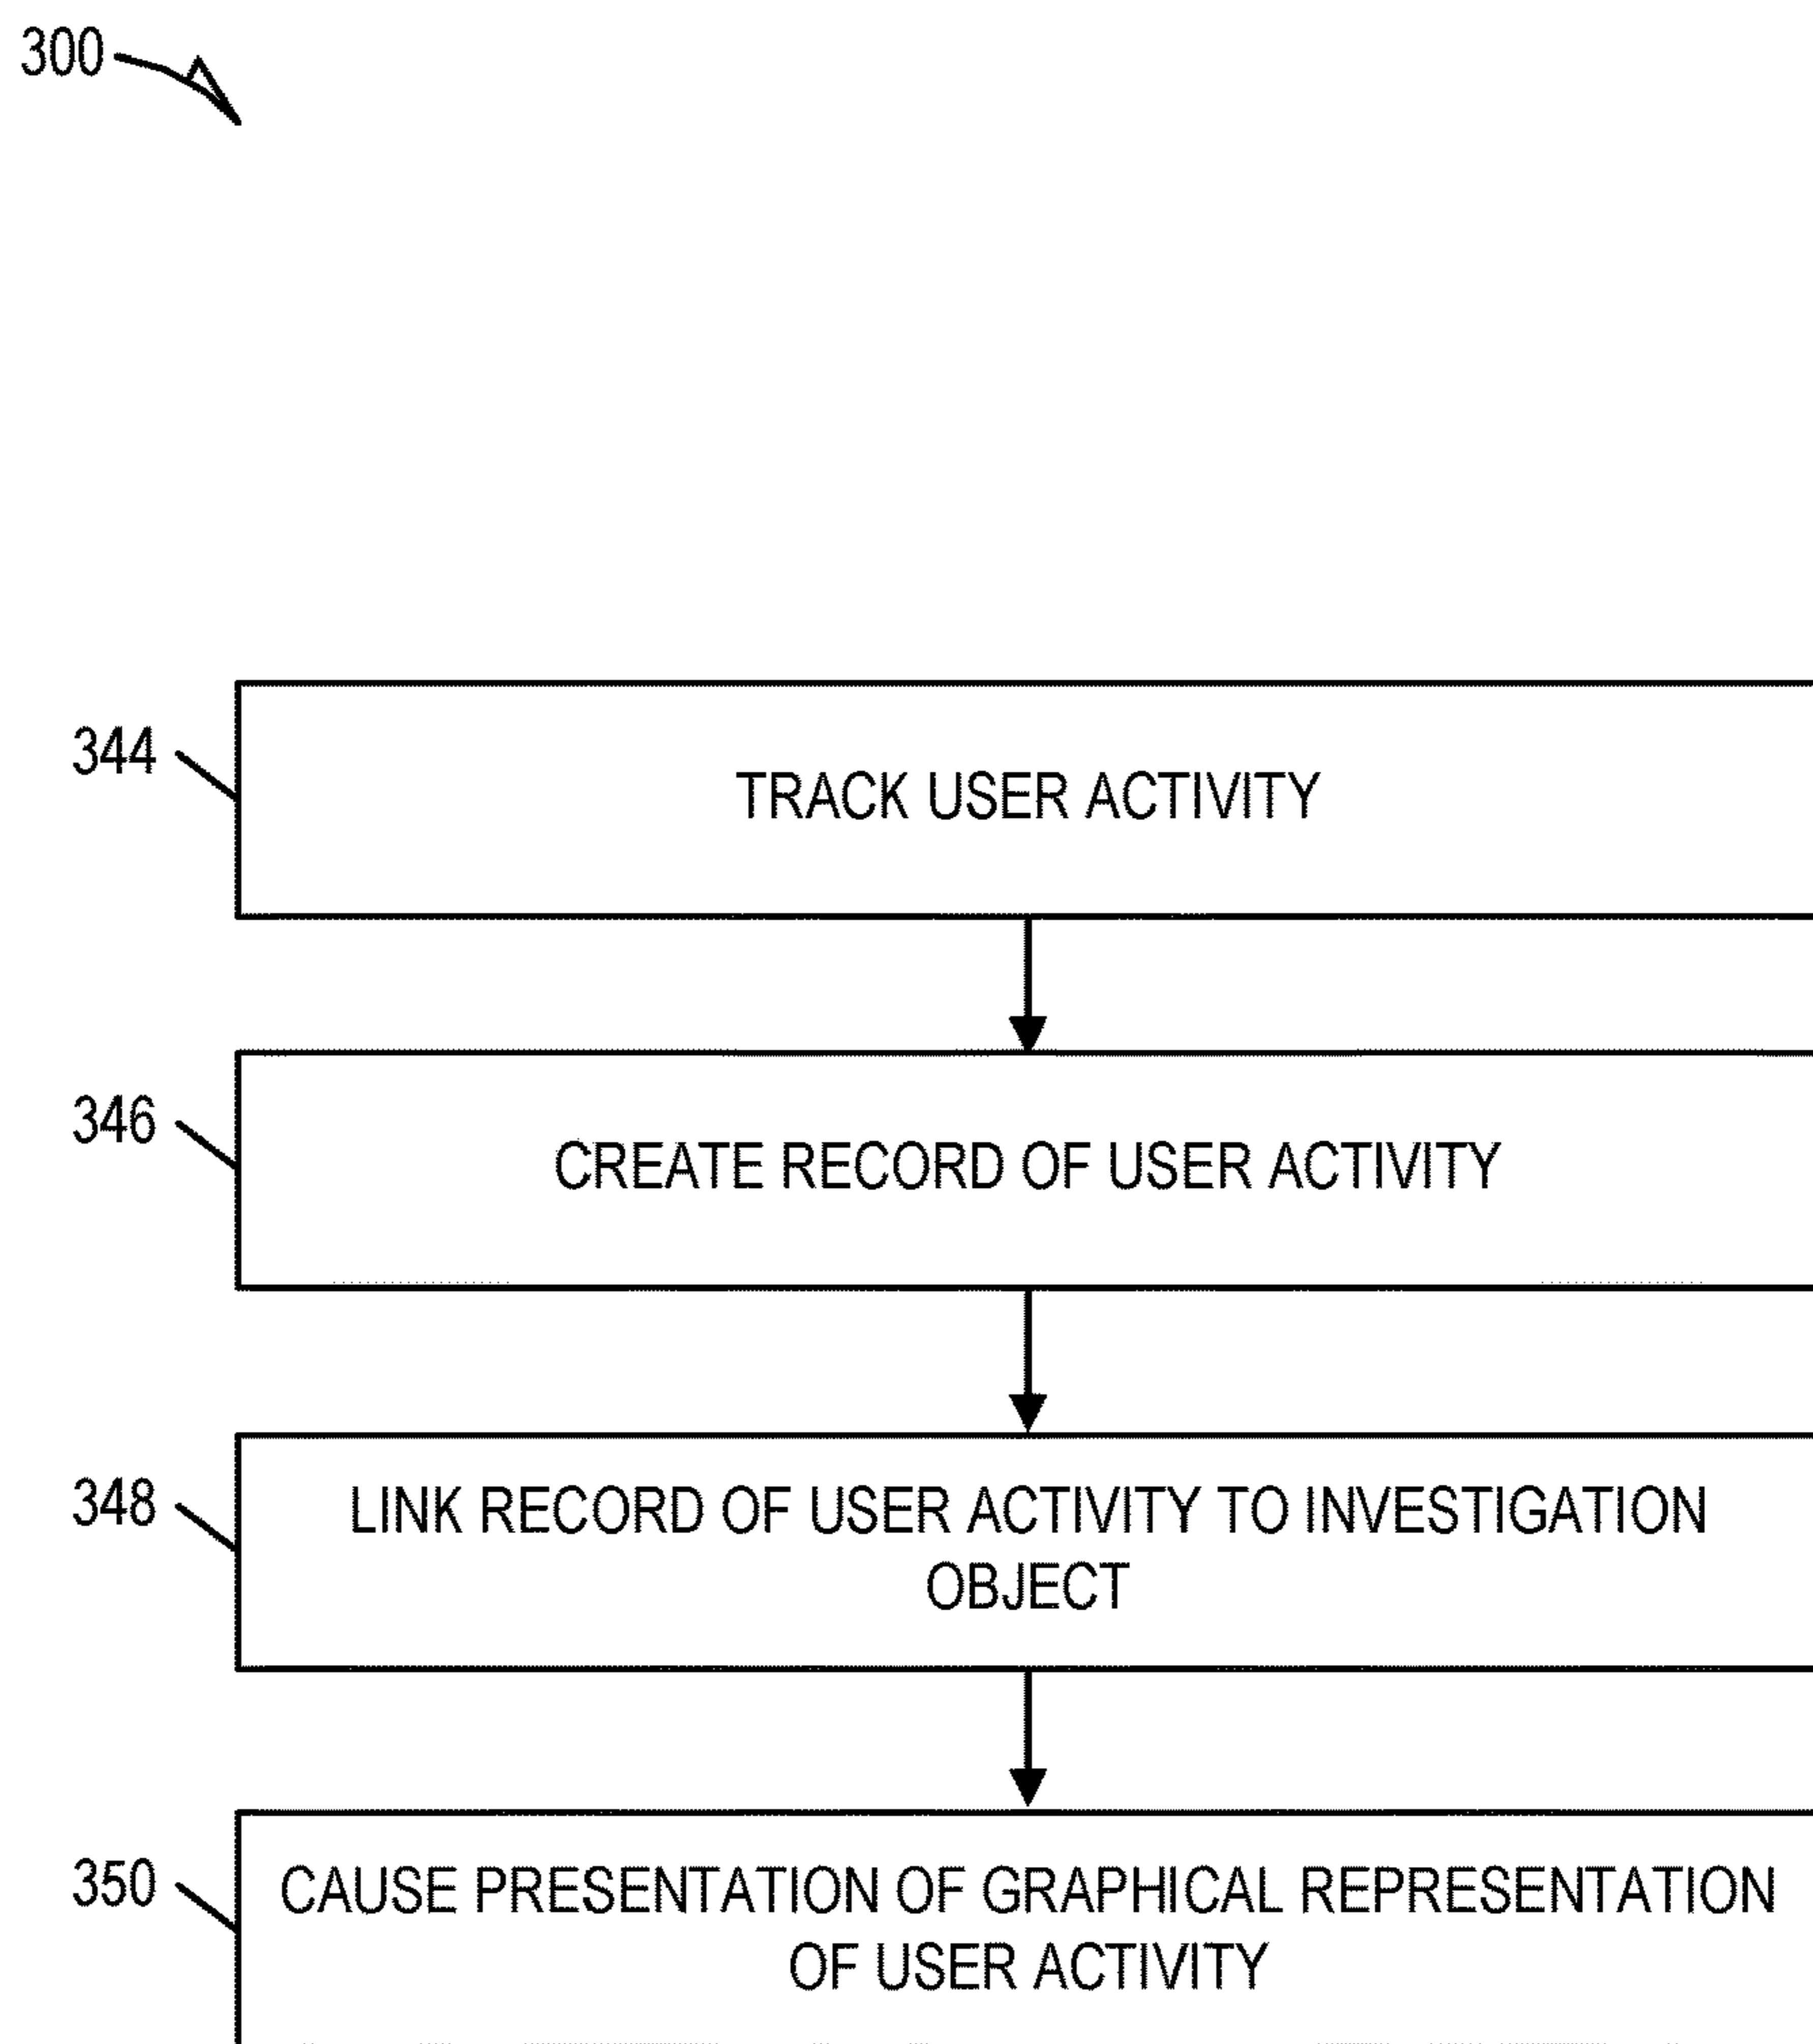 300
344
TRACK USER ACTIVITY
346
CREATE RECORD OF USER ACTIVITY
348
LINK RECORD OF USER ACTIVITY TO INVESTIGATION
OBJECT
350
CAUSE PRESENTATION OF GRAPHICAL REPRESENTATION
OF USER ACTIVITY